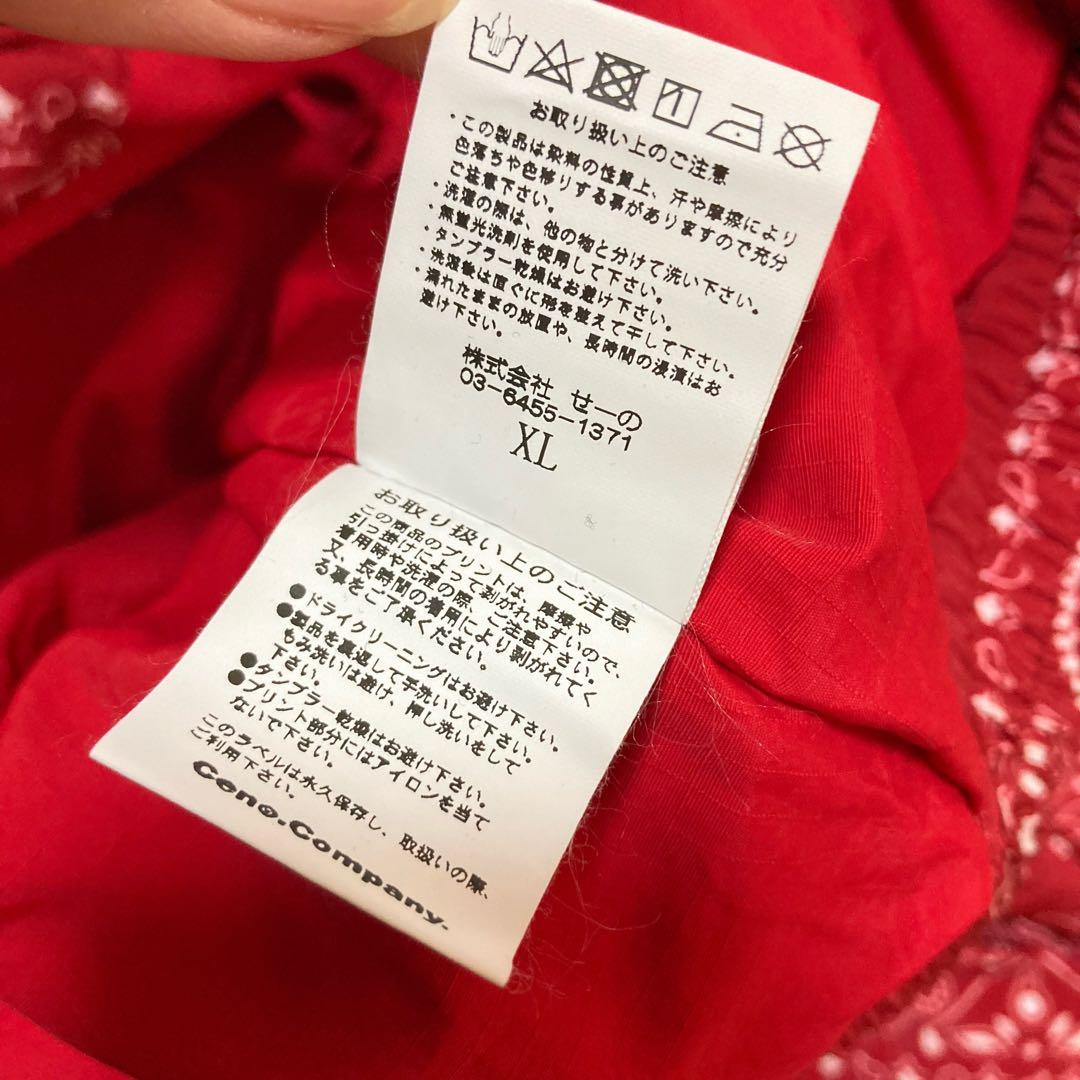 お取り扱い上のご注意
・この製品は染料の性質上、汗や摩擦により
色落ちや色移りする事がありますので充分
ご注意下さい。
・洗濯の際は、他の物と分けて洗い下さい。
・無蛍光洗剤を使用して下さい。
・タンブラー乾燥はお避け下さい。
・洗濯後は直ぐに形を整えて干して下さい。
・濡れたままの放置や、長時間の浸漬はお
避け下さい。
株式会社 せーの
03-6455-1371
XL
お取り扱い上のご注意
この商品のプリントは、摩擦や
引っ掛けによって剥がれやすいので、
着用時や洗濯の際、ご注意下さい。
又、長時間の着用により剥がれてく
る事をご了承ください。
●ドライクリーニングはお避け下さい。
●製品を裏返して手洗いして下さい。
もみ洗いは避け、押し洗いをして
下さい。
●タンブラー乾燥はお避け下さい。
●プリント部分にはアイロンを当て
ないで下さい。
このラベルは永久保存し、取扱いの際、
ご利用下さい。
Ceno.Company.